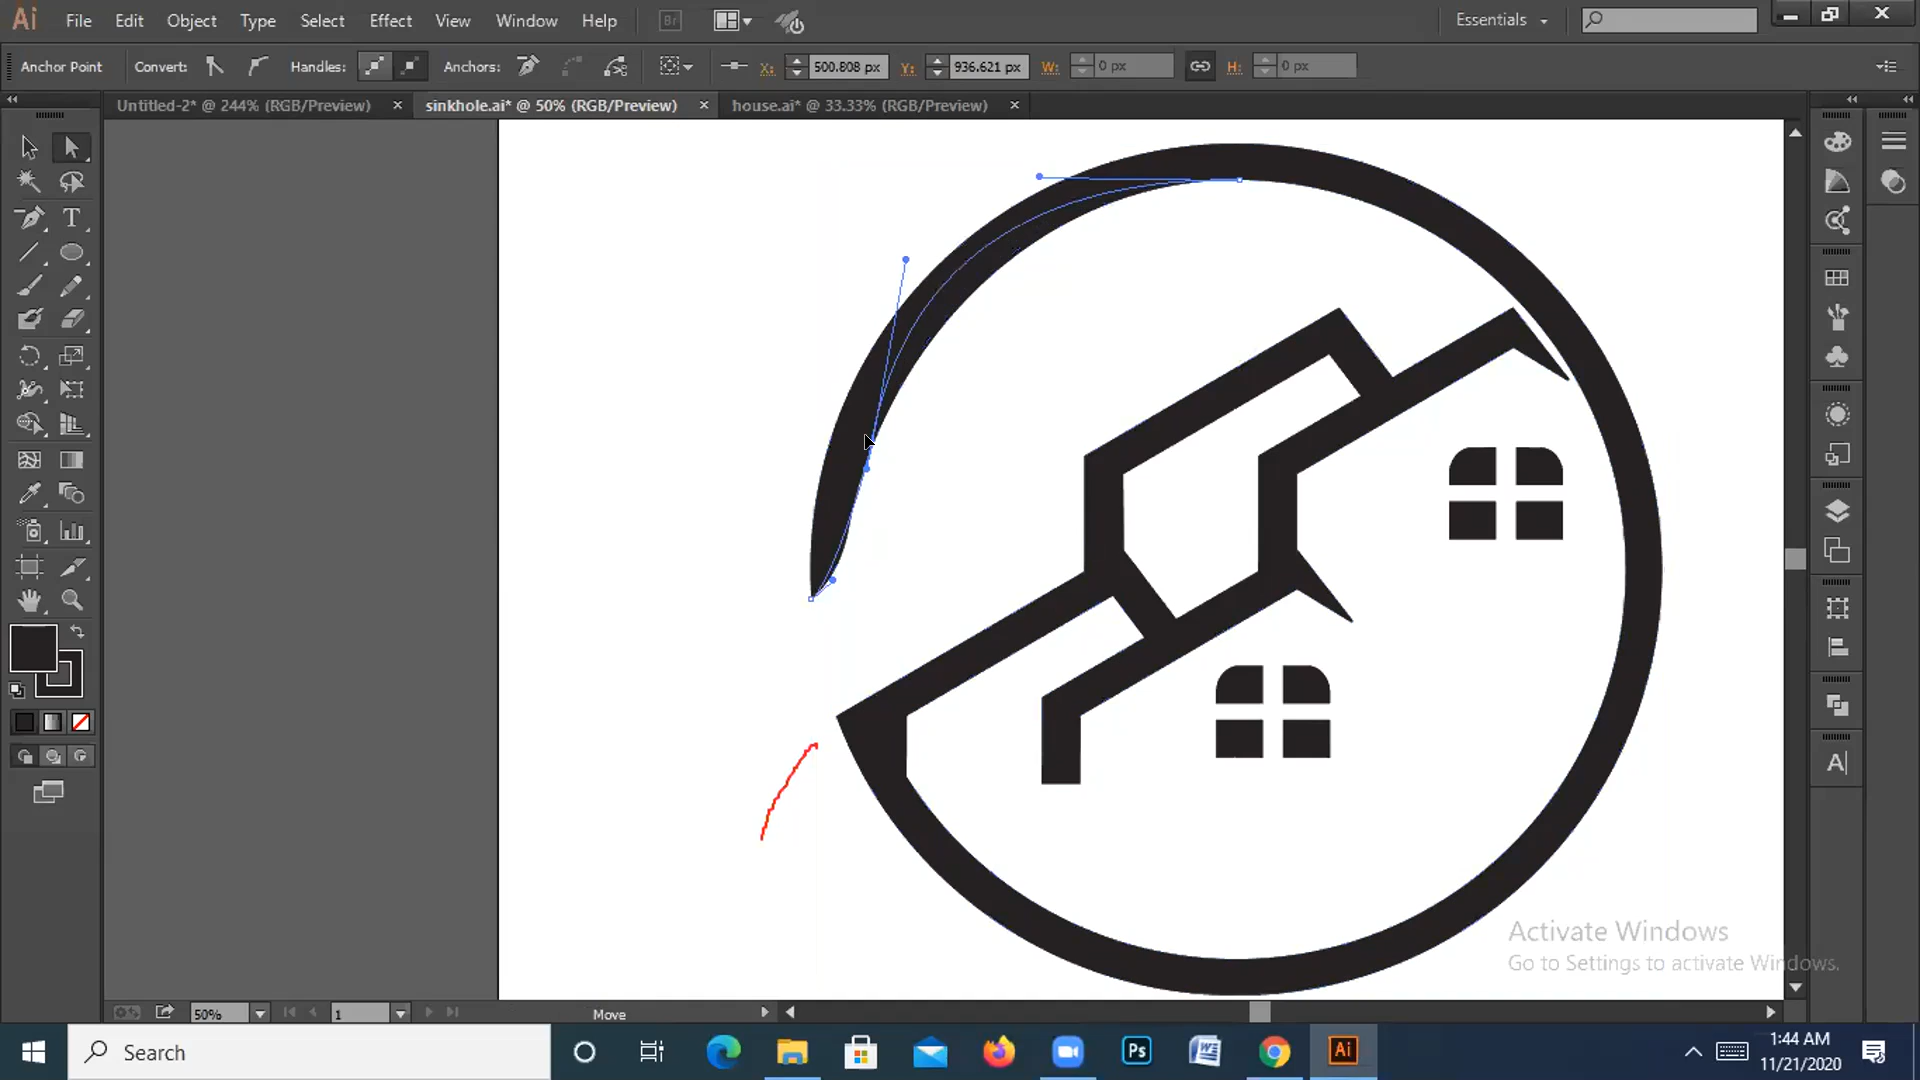 Ai File Edit Object Type Select Effect View Window Help Br Essentials
Anchor Point Convert: Handles: Anchors: X: 500.808 px Y: 936.621 px W: 0 px H: 0 px
Untitled-2* @ 244% (RGB/Preview) × sinkhole.ai* @ 50% (RGB/Preview) × house.ai* @ 33.33% (RGB/Preview) ×
T
A
Activate Windows
Go to Settings to activate Windows.
50% 1 Move
Search Ps W Ai 1:44 AM
11/21/2020